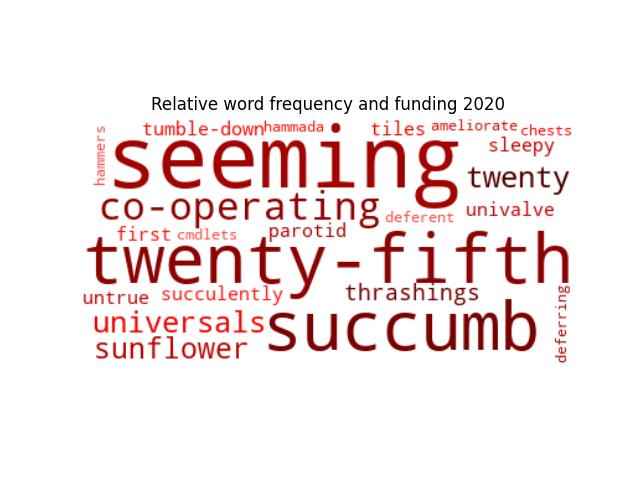 Relative word frequency and funding 2020
hammers
tumble-down
hammada
tiles
ameliorate
chests
seeming
sleepy
twenty
co-operating
deferent
univalve
first
cmdlets
parotid
twenty-fifth
untrue
succulently
thrashings
deferring
universals
succumb
sunflower